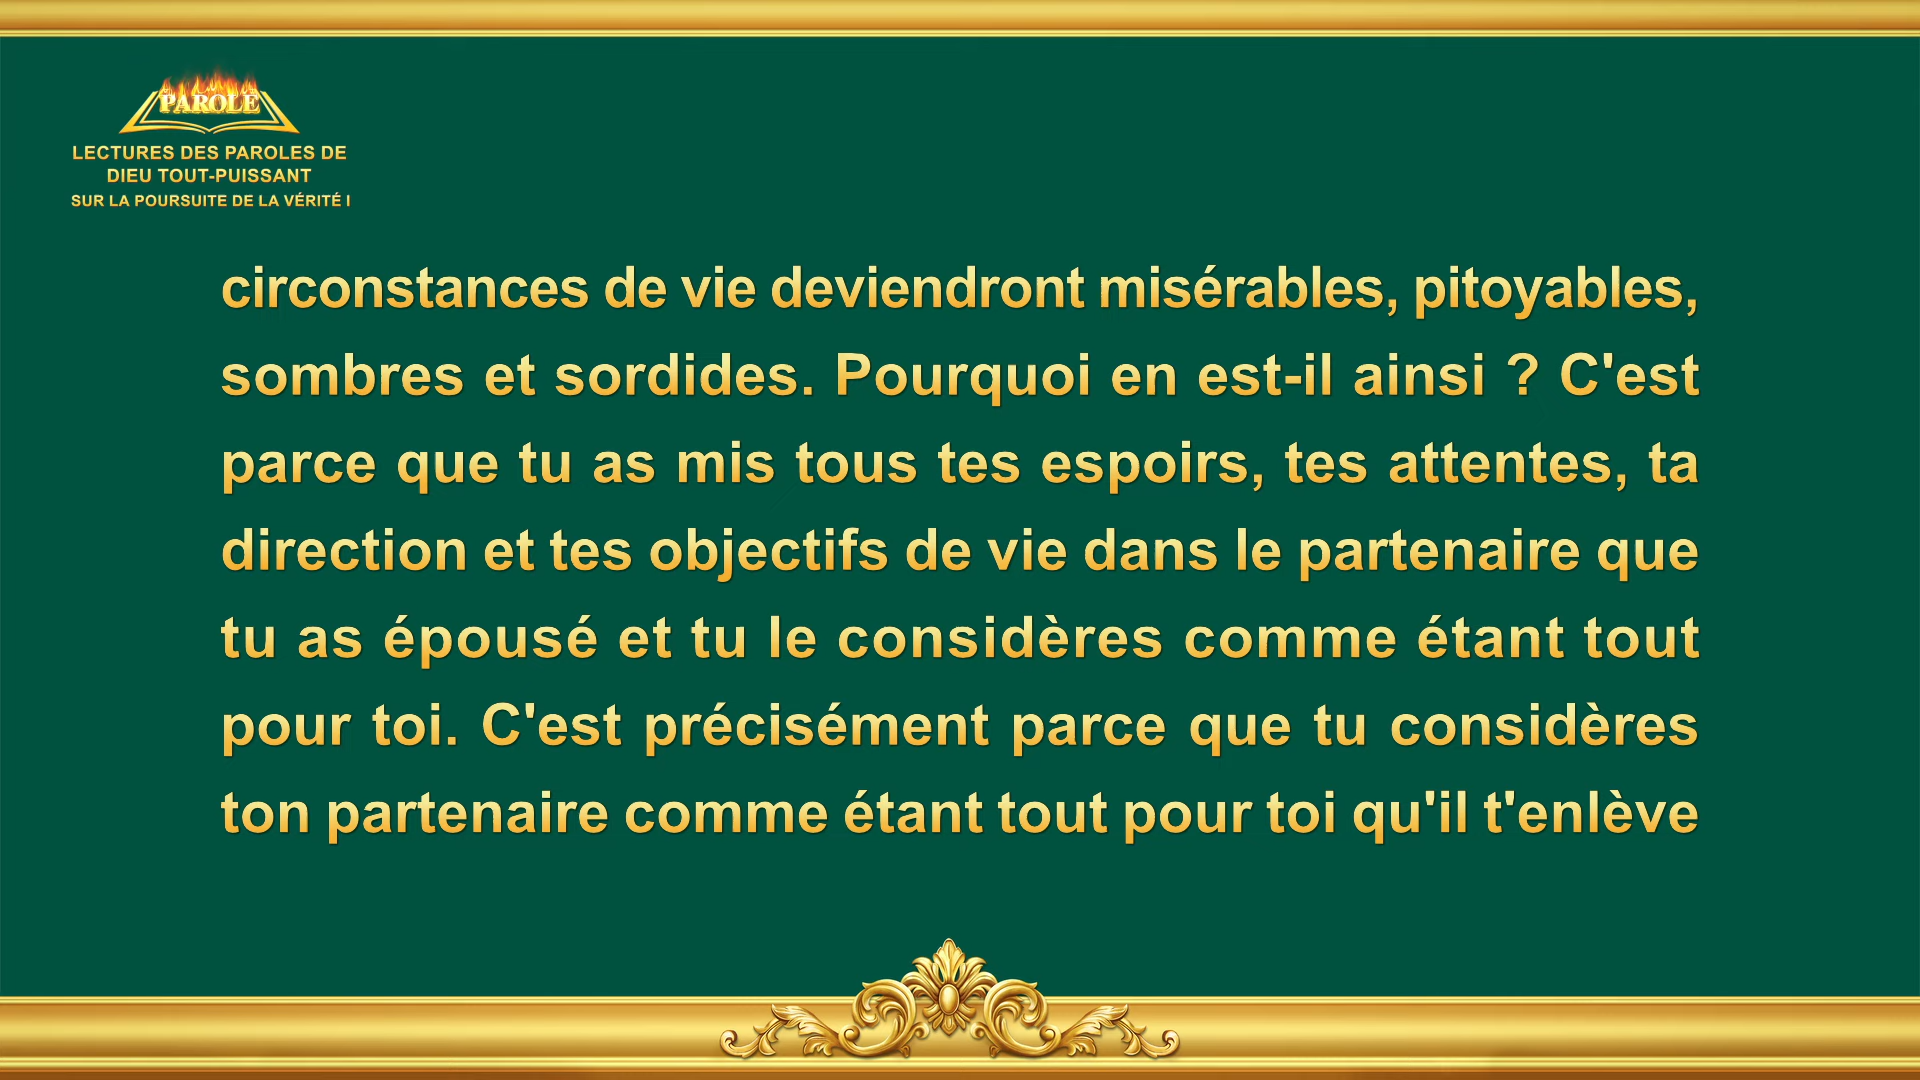 PAROLE
LECTURES DES PAROLES DE
DIEU TOUT-PUISSANT
SUR LA POURSUITE DE LA VÉRITÉ I
circonstances de vie deviendront misérables, pitoyables,
sombres et sordides. Pourquoi en est-il ainsi ? C'est
parce que tu as mis tous tes espoirs, tes attentes, ta
direction et tes objectifs de vie dans le partenaire que
tu as épousé et tu le considères comme étant tout
pour toi. C'est précisément parce que tu considères
ton partenaire comme étant tout pour toi qu'il t'enlève